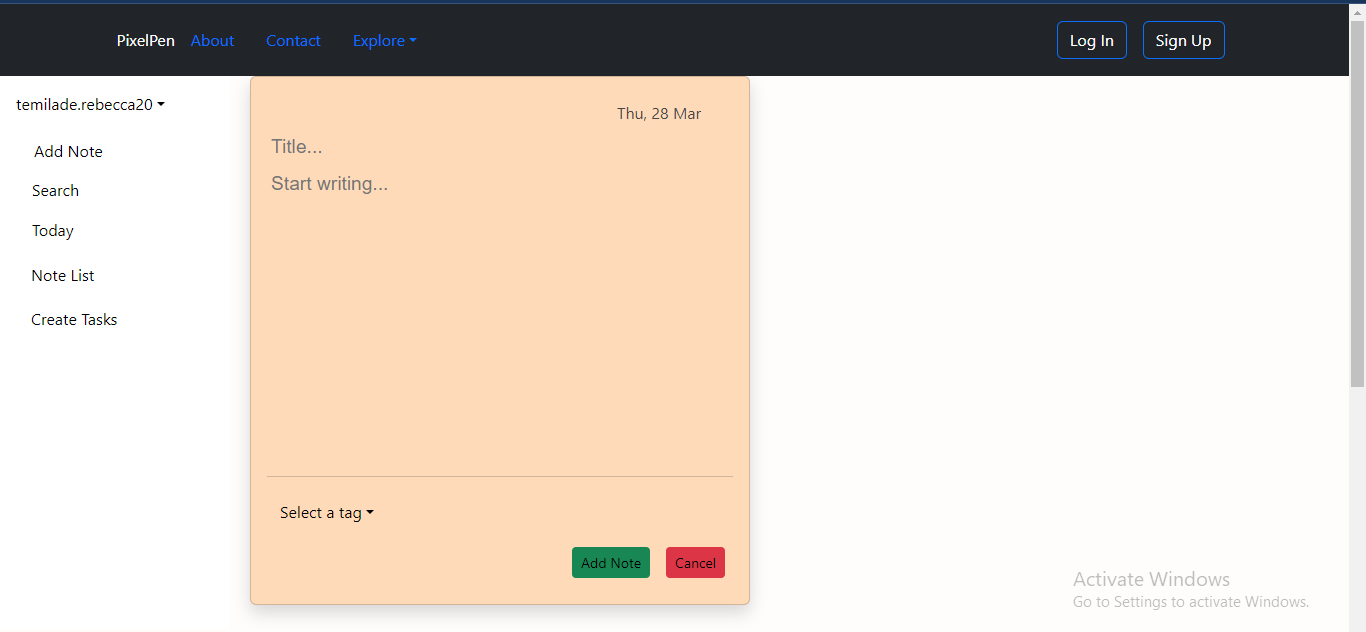 PixelPen About Contact Explore Log In Sign Up
temilade.rebecca20
Add Note
Search
Today
Note List
Create Tasks
Thu, 28 Mar
Title...
Start writing...
Select a tag
Add Note Cancel
Activate Windows
Go to Settings to activate Windows.